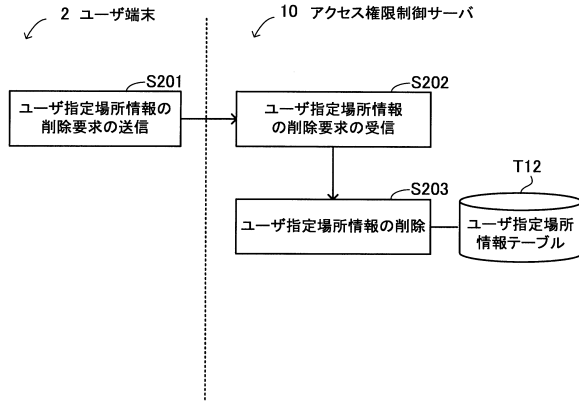 2 ユーザ端末
10 アクセス権限制御サーバ
S201
ユーザ指定場所情報の
削除要求の送信
S202
ユーザ指定場所情報
の削除要求の受信
S203
ユーザ指定場所情報の削除
T12
ユーザ指定場所
情報テーブル